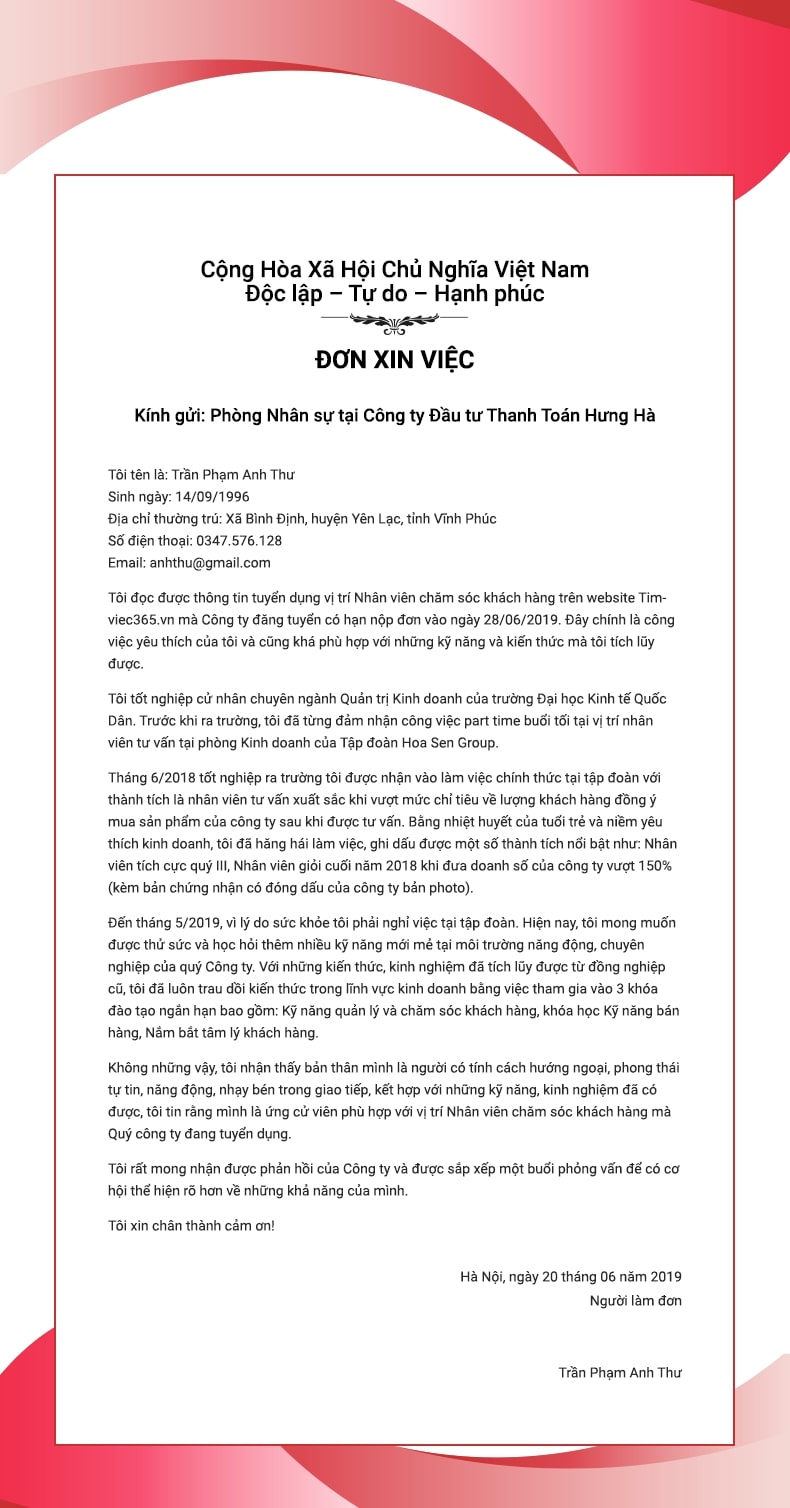 Cộng Hòa Xã Hội Chủ Nghĩa Việt Nam
Độc lập – Tự do – Hạnh phúc
ĐƠN XIN VIỆC
Kính gửi: Phòng Nhân sự tại Công ty Đầu tư Thanh Toán Hưng Hà
Tôi tên là: Trần Phạm Anh Thư
Sinh ngày: 14/09/1996
Địa chỉ thường trú: Xã Bình Định, huyện Yên Lạc, tỉnh Vĩnh Phúc
Số điện thoại: 0347.576.128
Email: anhthu@gmail.com
Tôi đọc được thông tin tuyển dụng vị trí Nhân viên chăm sóc khách hàng trên website Tim-
viec365.vn mà Công ty đăng tuyển có hạn nộp đơn vào ngày 28/06/2019. Đây chính là công
việc yêu thích của tôi và cũng khá phù hợp với những kỹ năng và kiến thức mà tôi tích lũy
được.
Tôi tốt nghiệp cử nhân chuyên ngành Quản trị Kinh doanh của trường Đại học Kinh tế Quốc
Dân. Trước khi ra trường, tôi đã từng đảm nhận công việc part time buổi tối tại vị trí nhân
viên tư vấn tại phòng Kinh doanh của Tập đoàn Hoa Sen Group.
Tháng 6/2018 tốt nghiệp ra trường tôi được nhận vào làm việc chính thức tại tập đoàn với
thành tích là nhân viên tư vấn xuất sắc khi vượt mức chỉ tiêu về lượng khách hàng đồng ý
mua sản phẩm của công ty sau khi được tư vấn. Bằng nhiệt huyết của tuổi trẻ và niềm yêu
thích kinh doanh, tôi đã hăng hái làm việc, ghi dấu được một số thành tích nổi bật như: Nhân
viên tích cực quý III, Nhân viên giỏi cuối năm 2018 khi đưa doanh số của công ty vượt 150%
(kèm bản chứng nhận có đóng dấu của công ty bản photo).
Đến tháng 5/2019, vì lý do sức khỏe tôi phải nghỉ việc tại tập đoàn. Hiện nay, tôi mong muốn
được thử sức và học hỏi thêm nhiều kỹ năng mới mẻ tại môi trường năng động, chuyên
nghiệp của quý Công ty. Với những kiến thức, kinh nghiệm đã tích lũy được từ đồng nghiệp
cũ, tôi đã luôn trau dồi kiến thức trong lĩnh vực kinh doanh bằng việc tham gia vào 3 khóa
đào tạo ngắn hạn bao gồm: Kỹ năng quản lý và chăm sóc khách hàng, khóa học Kỹ năng bán
hàng, Nắm bắt tâm lý khách hàng.
Không những vậy, tôi nhận thấy bản thân mình là người có tính cách hướng ngoại, phong thái
tự tin, năng động, nhạy bén trong giao tiếp, kết hợp với những kỹ năng, kinh nghiệm đã có
được, tôi tin rằng mình là ứng cử viên phù hợp với vị trí Nhân viên chăm sóc khách hàng mà
Quý công ty đang tuyển dụng.
Tôi rất mong nhận được phản hồi của Công ty và được sắp xếp một buổi phỏng vấn để có cơ
hội thể hiện rõ hơn về những khả năng của mình.
Tôi xin chân thành cảm ơn!
Hà Nội, ngày 20 tháng 06 năm 2019
Người làm đơn
Trần Phạm Anh Thư